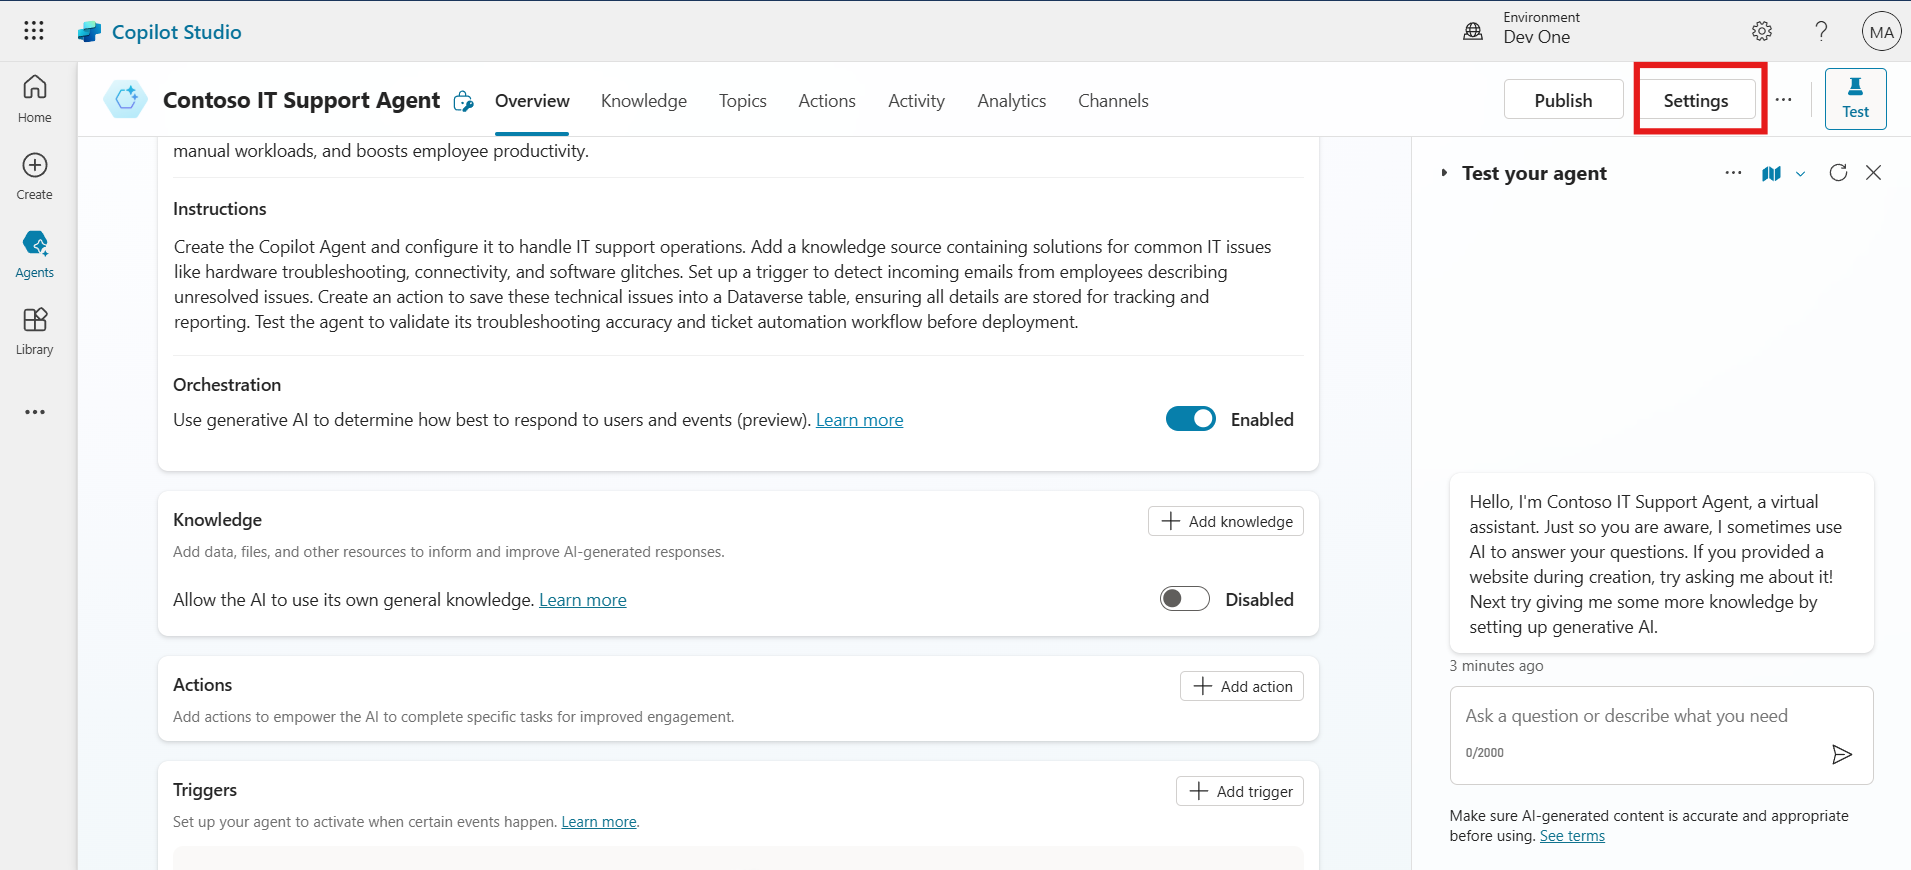 Copilot Studio
Environment
Dev One
MA
Home
Create
Agents
Library
Contoso IT Support Agent
Overview
Knowledge
Topics
Actions
Activity
Analytics
Channels
Publish
Settings
Test
manual workloads, and boosts employee productivity.
Instructions
Create the Copilot Agent and configure it to handle IT support operations. Add a knowledge source containing solutions for common IT issues
like hardware troubleshooting, connectivity, and software glitches. Set up a trigger to detect incoming emails from employees describing
unresolved issues. Create an action to save these technical issues into a Dataverse table, ensuring all details are stored for tracking and
reporting. Test the agent to validate its troubleshooting accuracy and ticket automation workflow before deployment.
Orchestration
Use generative AI to determine how best to respond to users and events (preview). Learn more
Enabled
Knowledge
Add knowledge
Add data, files, and other resources to inform and improve AI-generated responses.
Allow the AI to use its own general knowledge. Learn more
Disabled
Actions
Add action
Add actions to empower the AI to complete specific tasks for improved engagement.
Triggers
Add trigger
Set up your agent to activate when certain events happen. Learn more.
Test your agent
Hello, I'm Contoso IT Support Agent, a virtual
assistant. Just so you are aware, I sometimes use
AI to answer your questions. If you provided a
website during creation, try asking me about it!
Next try giving me some more knowledge by
setting up generative AI.
3 minutes ago
Ask a question or describe what you need
0/2000
Make sure AI-generated content is accurate and appropriate
before using. See terms